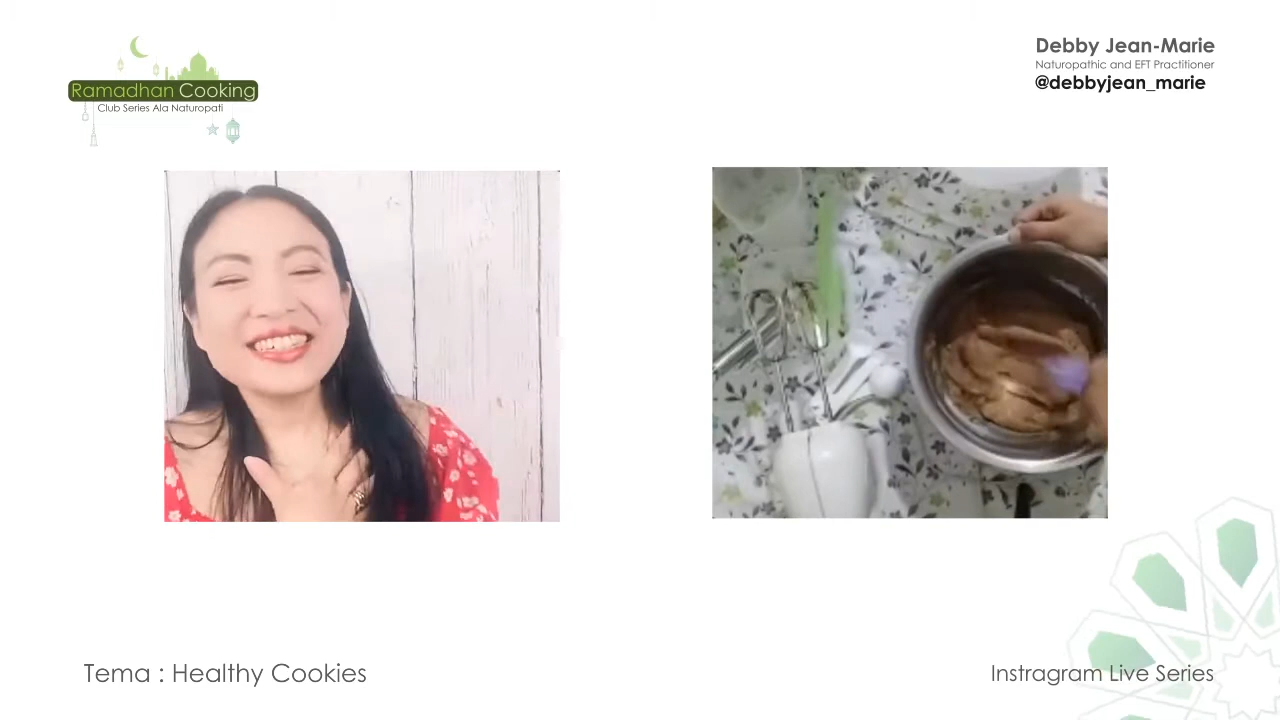 Ramadhan Cooking
Club Series Ala Naturopati
Debby Jean-Marie
Naturopathic and EFT Practitioner
@debbyjean_marie
Tema : Healthy Cookies
Instragram Live Series